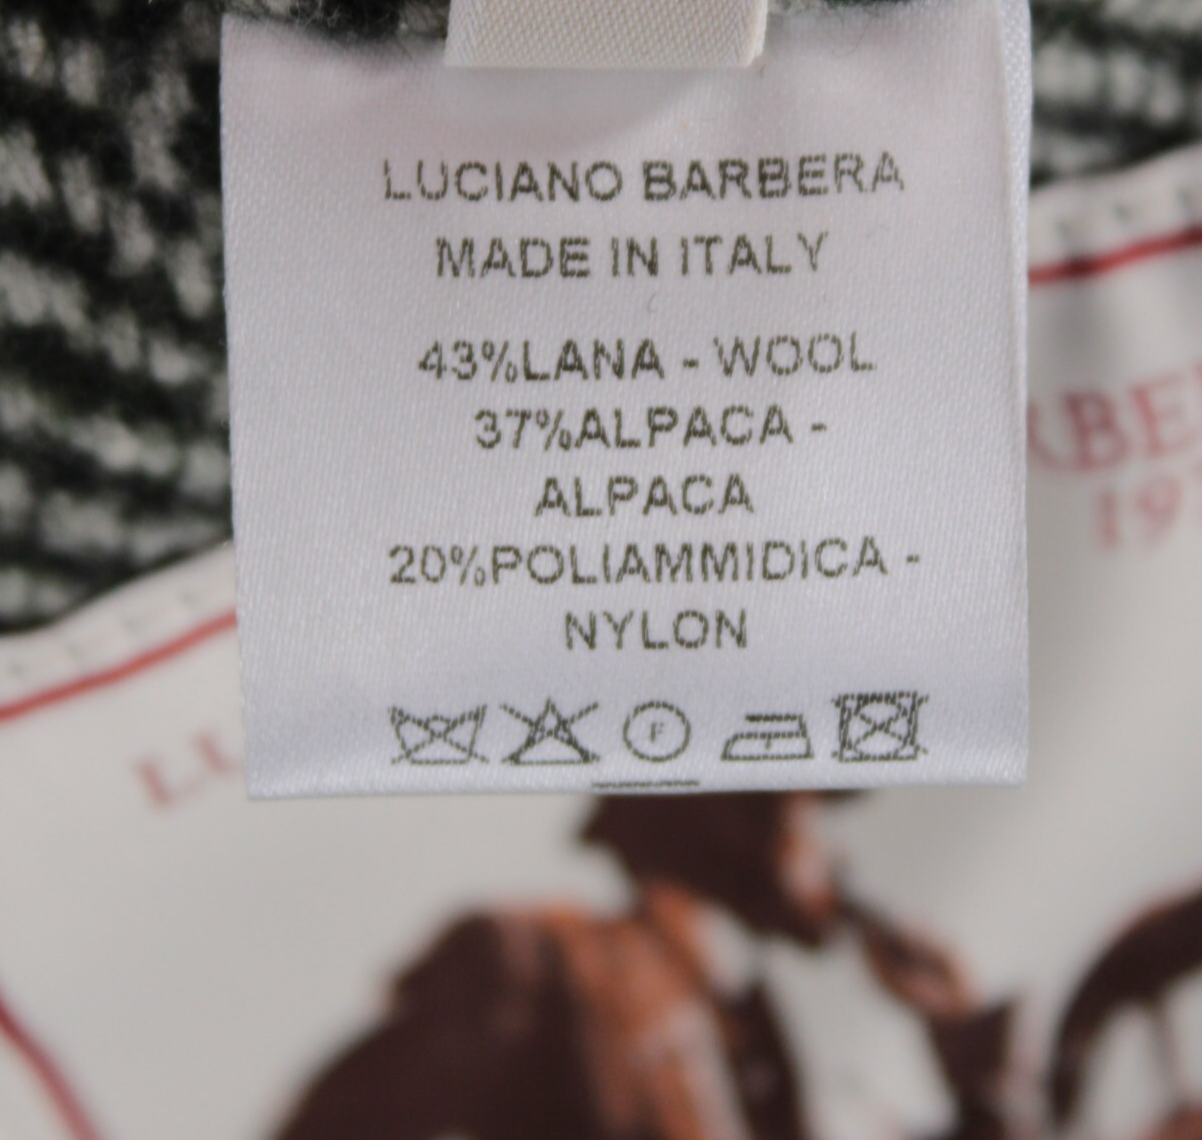 LUCIANO BARBERA
MADE IN ITALY
43%LANA - WOOL
37%ALPACA -
ALPACA
20%POLIAMMIDICA -
NYLON
F